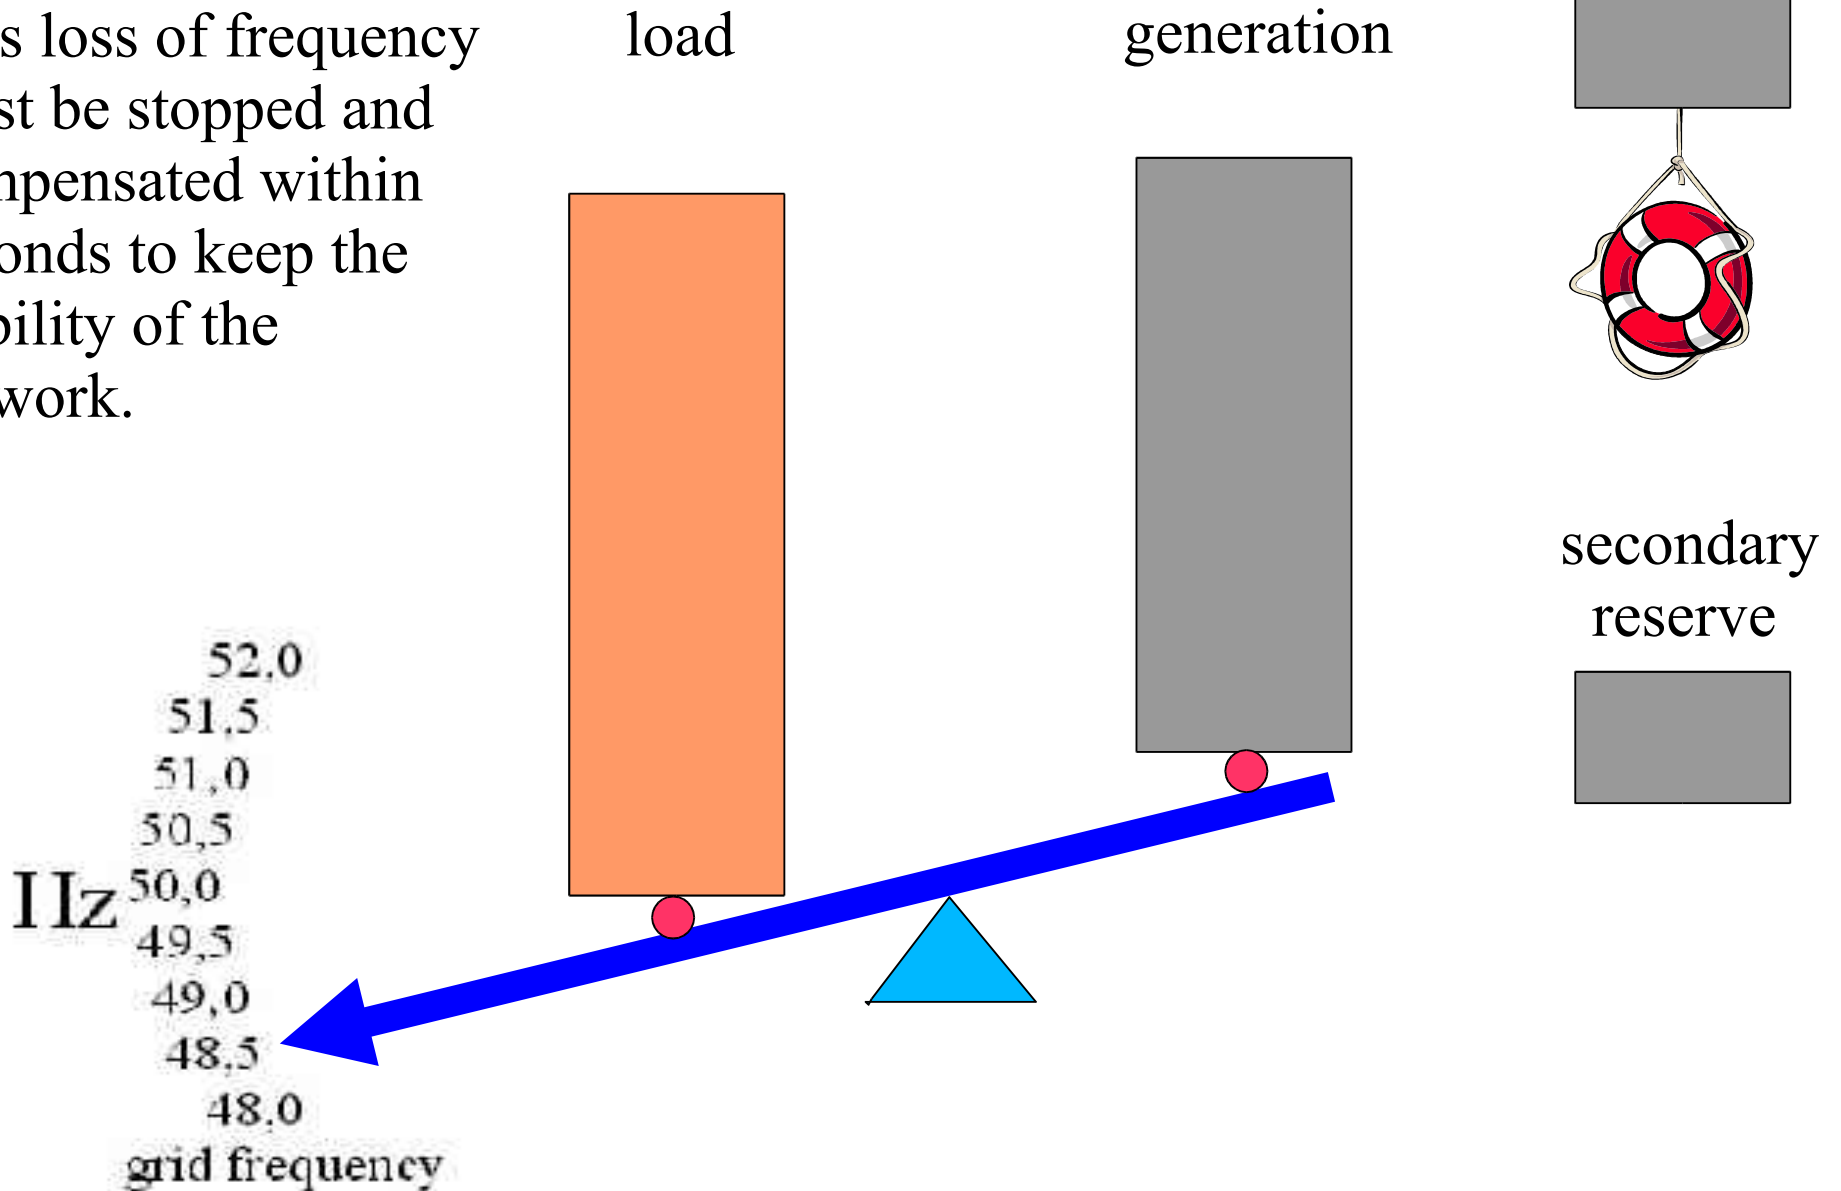 s loss of frequency
st be stopped and
npensated within
onds to keep the
bility of the
work.
load
generation
secondary
reserve
52,0
51,5
51,0
50,5
50,0
Hz
49,5
49,0
48,5
48,0
grid frequency